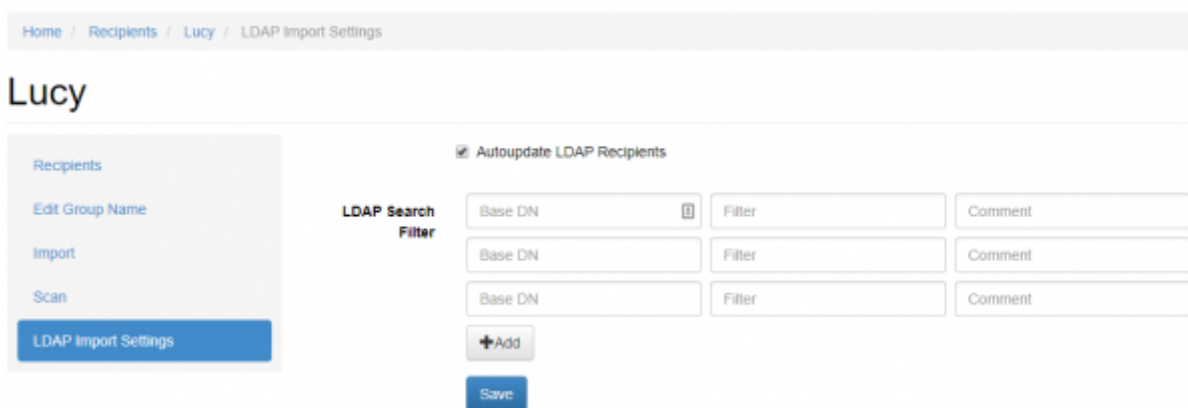 Home / Recipients / Lucy / LDAP Import Settings
Lucy
Recipients
Edit Group Name
Import
Scan
LDAP Import Settings
Autoupdate LDAP Recipients
LDAP Search
Filter
Base DN Filter Comment
Base DN Filter Comment
Base DN Filter Comment
+Add
Save